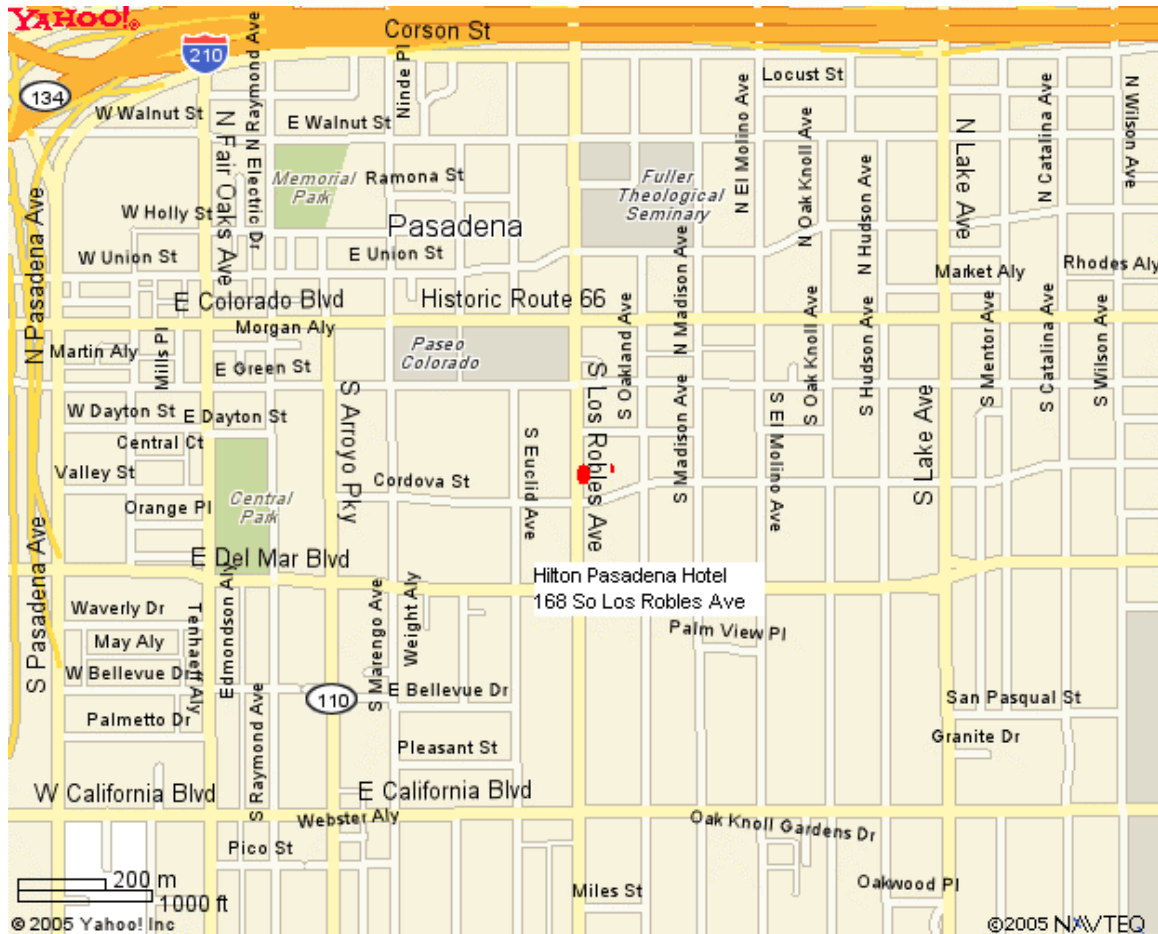 YAHOO!®
Corson St
210
134
W Walnut St
N Fair Oaks Ave
N Raymond Ave
N Electric Dr
Ninde Pl
E Walnut St
Locust St
N El Molino Ave
N Oak Knoll Ave
N Hudson Ave
N Lake Ave
N Catalina Ave
N Wilson Ave
Memorial
Park
Ramona St
Fuller
Theological
Seminary
W Holly St
Pasadena
N Pasadena Ave
W Union St
E Union St
N Madison Ave
Market Aly
Rhodes Aly
E Colorado Blvd
Historic Route 66
Morgan Aly
Martin Aly
Mills Pl
E Green St
Paseo
Colorado
S Los Robles Ave
S Oakland Ave
S Madison Ave
S Oak Knoll Ave
S Hudson Ave
S Mentor Ave
S Catalina Ave
S Wilson Ave
W Dayton St
E Dayton St
S Arroyo Pky
Central Ct
Valley St
Cordova St
S Euclid Ave
S El Molino Ave
S Lake Ave
Orange Pl
Central
Park
E Del Mar Blvd
S Pasadena Ave
Hilton Pasadena Hotel
168 So Los Robles Ave
Waverly Dr
May Aly
Tenhaeff Aly
Edmondson Aly
S Marengo Ave
Weight Aly
Palm View Pl
W Bellevue Dr
E Bellevue Dr
110
San Pasqual St
Palmetto Dr
S Raymond Ave
Pleasant St
Granite Dr
W California Blvd
E California Blvd
Webster Aly
Oak Knoll Gardens Dr
Pico St
200 m
1000 ft
Miles St
Oakwood Pl
© 2005 Yahoo! Inc
©2005 NAVTEQ